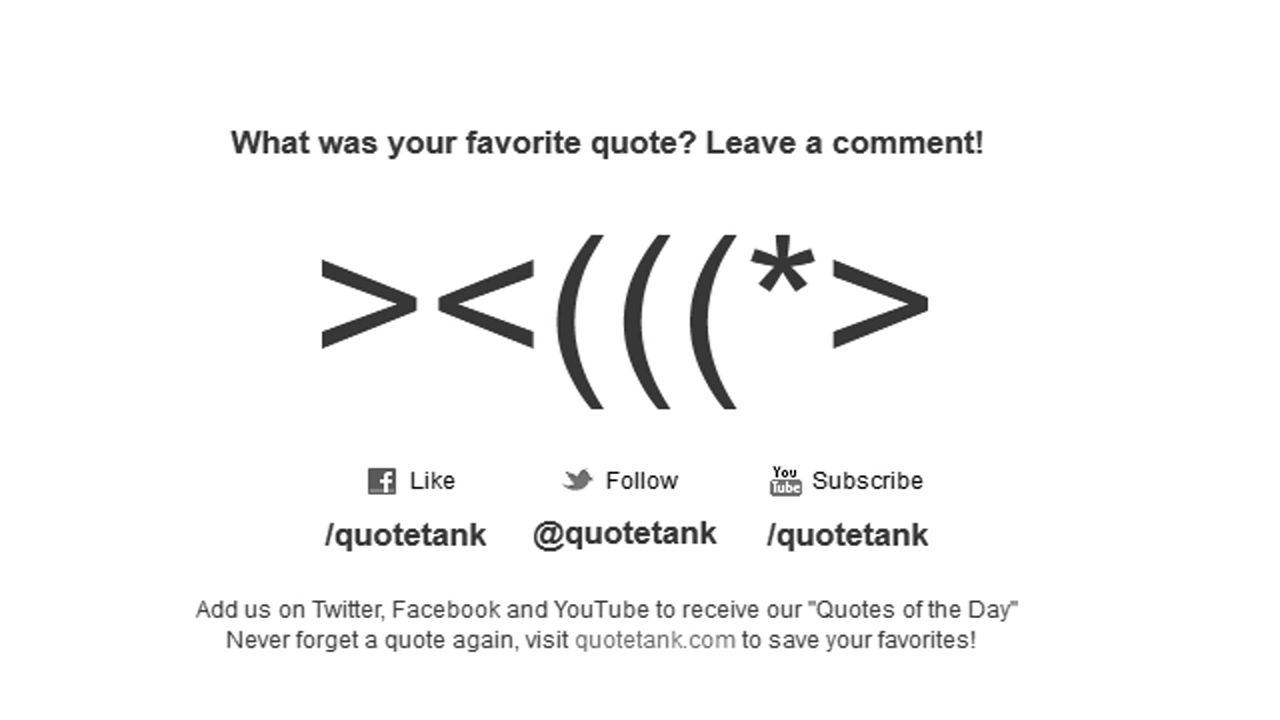 What was your favorite quote? Leave a comment!
><(((*>
f Like Follow You Tube Subscribe
/quotetank @quotetank /quotetank
Add us on Twitter, Facebook and YouTube to receive our "Quotes of the Day"
Never forget a quote again, visit quotetank.com to save your favorites!